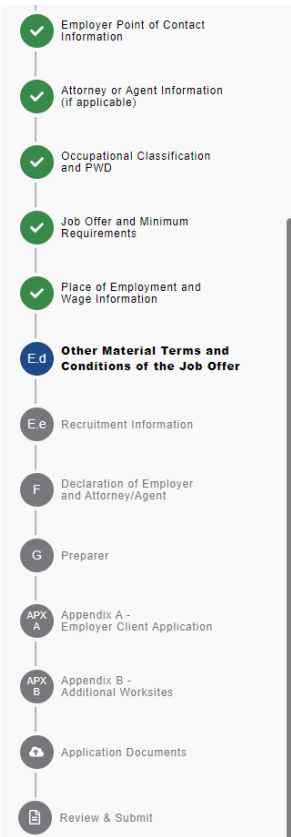 Employer Point of Contact
Information
Attorney or Agent Information
(if applicable)
Occupational Classification
and PWD
Job Offer and Minimum
Requirements
Place of Employment and
Wage Information
E.d
Other Material Terms and
Conditions of the Job Offer
E.e
Recruitment Information
F
Declaration of Employer
and Attorney/Agent
G
Preparer
APX
A
Appendix A -
Employer Client Application
APX
B
Appendix B -
Additional Worksites
Application Documents
Review & Submit